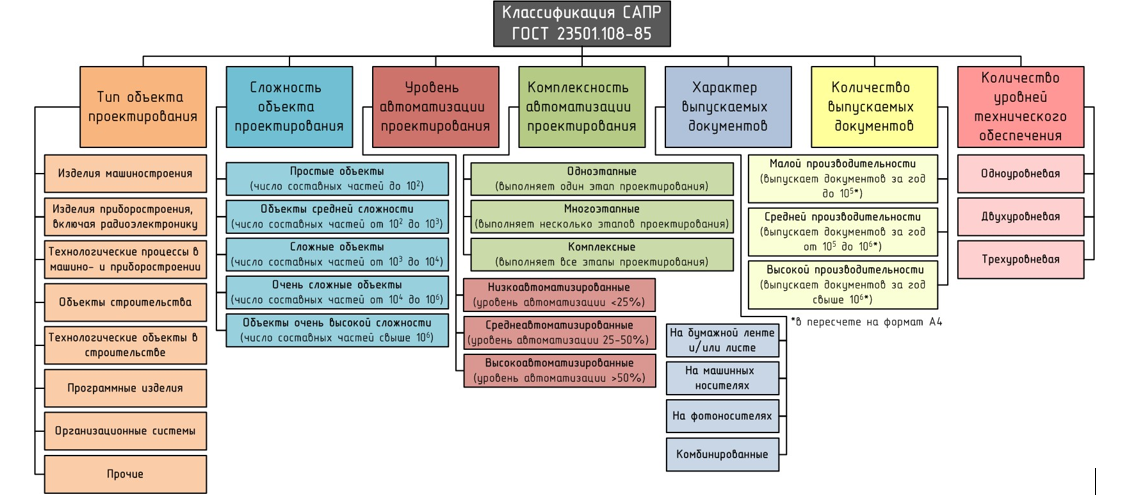 Классификация САПР
ГОСТ 23501.108-85
Тип объекта
проектирования
Изделия машиностроения
Изделия приборостроения,
включая радиоэлектронику
Технологические процессы в
машино- и приборостроении
Объекты строительства
Технологические объекты в
строительстве
Программные изделия
Организационные системы
Прочие
Сложность
объекта
проектирования
Простые объекты
(число составных частей до 10²)
Объекты средней сложности
(число составных частей от 10² до 10³)
Сложные объекты
(число составных частей от 10³ до 10⁴)
Очень сложные объекты
(число составных частей от 10⁴ до 10⁶)
Объекты очень высокой сложности
(число составных частей свыше 10⁶)
Уровень
автоматизации
проектирования
Низкоавтоматизированные
(уровень автоматизации <25%)
Среднеавтоматизированные
(уровень автоматизации 25-50%)
Высокоавтоматизированные
(уровень автоматизации >50%)
Комплексность
автоматизации
проектирования
Одноэтапные
(выполняет один этап проектирования)
Многоэтапные
(выполняет несколько этапов проектирования)
Комплексные
(выполняет все этапы проектирования)
Характер
выпускаемых
документов
На бумажной ленте
и/или листе
На машинных
носителях
На фотоносителях
Комбинированные
Количество
выпускаемых
документов
Малой производительности
(выпускает документов за год
до 10⁵*)
Средней производительности
(выпускает документов за год
от 10⁵ до 10⁶*)
Высокой производительности
(выпускает документов за год
свыше 10⁶*)
*в пересчете на формат А4
Количество
уровней
технического
обеспечения
Одноуровневая
Двухуровневая
Трехуровневая